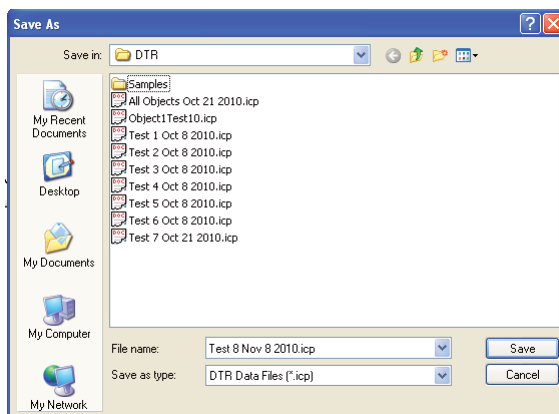 Save As
Save in: DTR
My Recent Documents
Desktop
My Documents
My Computer
My Network
Samples
All Objects Oct 21 2010.icp
Object1Test10.icp
Test 1 Oct 8 2010.icp
Test 2 Oct 8 2010.icp
Test 3 Oct 8 2010.icp
Test 4 Oct 8 2010.icp
Test 5 Oct 8 2010.icp
Test 6 Oct 8 2010.icp
Test 7 Oct 21 2010.icp
File name: Test 8 Nov 8 2010.icp Save
Save as type: DTR Data Files (*.icp) Cancel